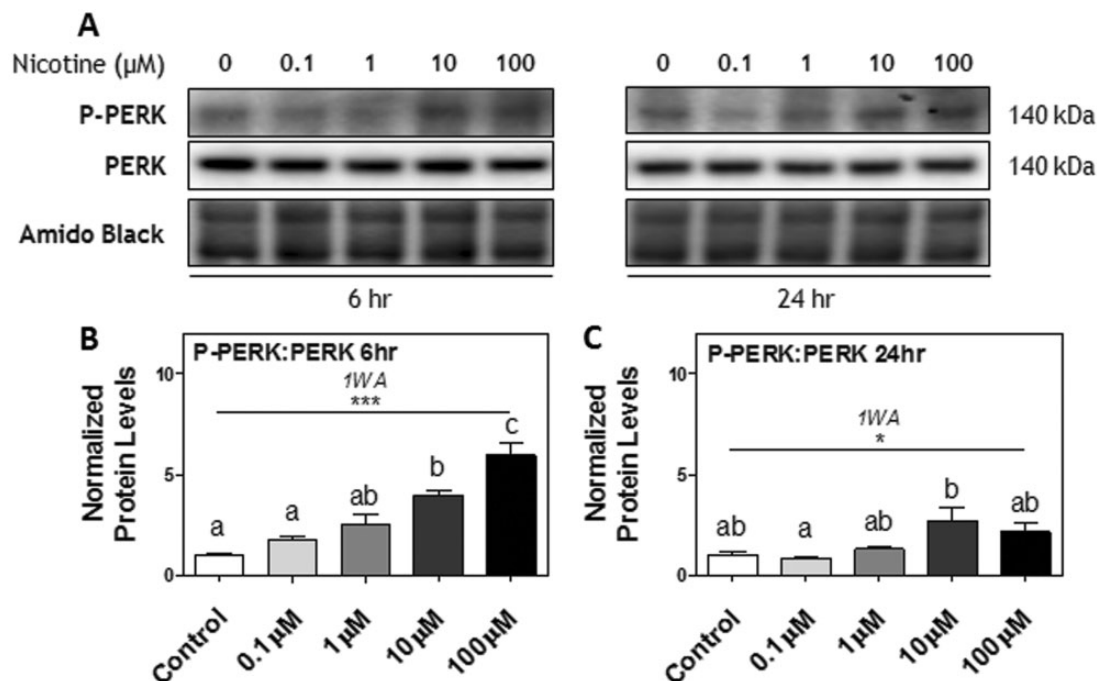 A
Nicotine (µM) 0 0.1 1 10 100 0 0.1 1 10 100
P-PERK 140 kDa
PERK 140 kDa
Amido Black
6 hr 24 hr
B
P-PERK:PERK 6hr
1WA
***
Normalized
Protein Levels
10
5
0
a a ab b c
Control 0.1µM 1µM 10µM 100µM
C
P-PERK:PERK 24hr
1WA
*
Normalized
Protein Levels
10
5
0
ab a ab b ab
Control 0.1µM 1µM 10µM 100µM